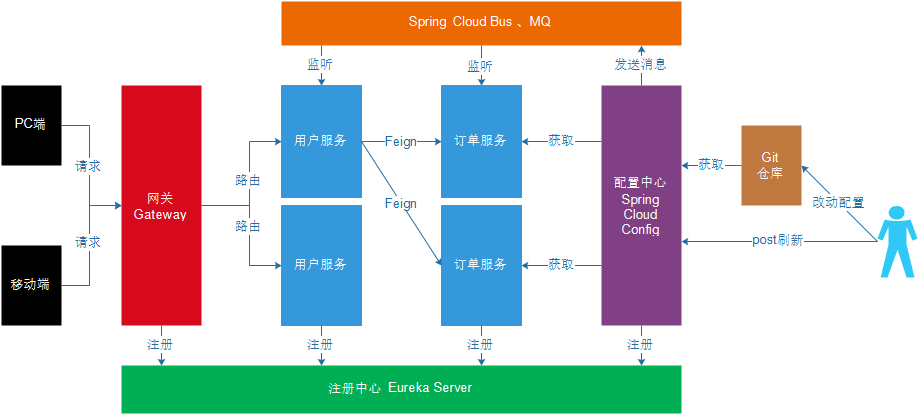 Spring Cloud Bus 、MQ
监听
监听
发送消息
PC端
请求
请求
移动端
网关
Gateway
路由
路由
用户服务
用户服务
Feign
Feign
订单服务
订单服务
获取
获取
配置中心
Spring
Cloud
Config
获取
Git
仓库
改动配置
post刷新
注册
注册
注册
注册
注册中心 Eureka Server